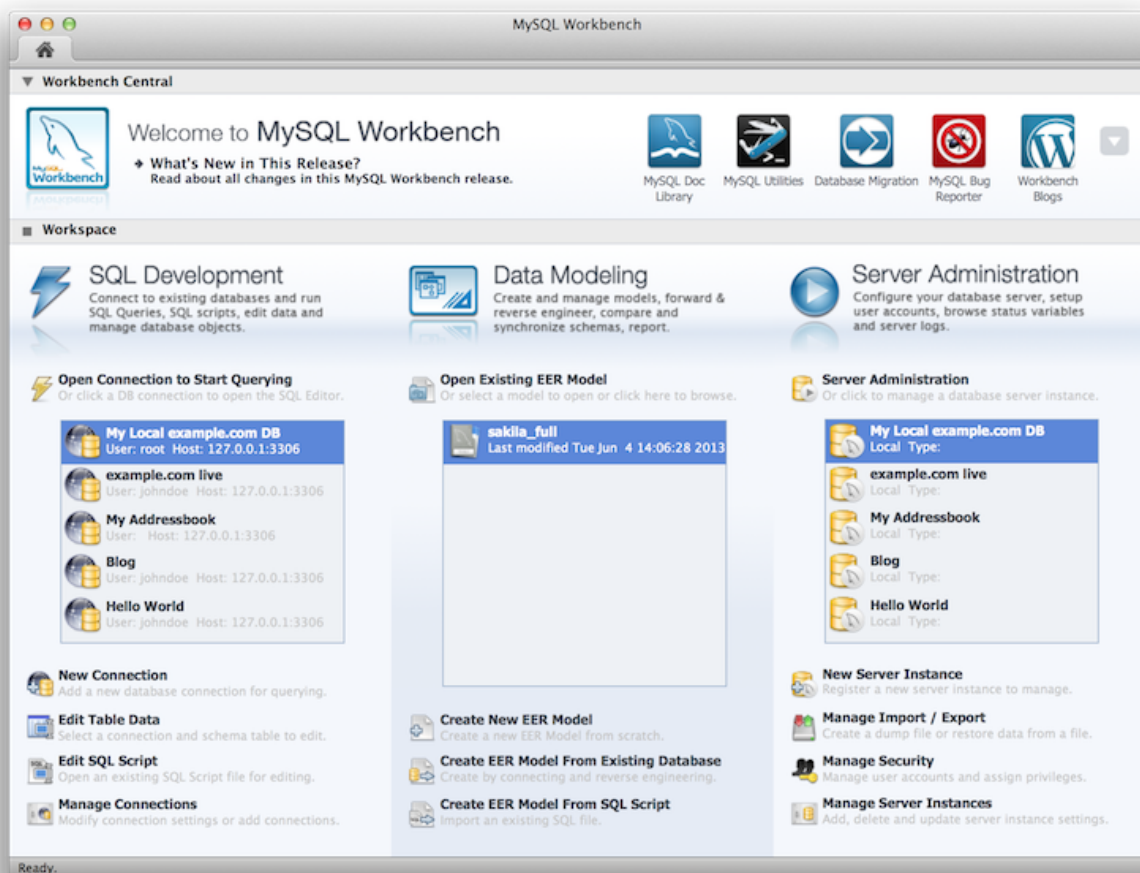 MySQL Workbench
Workbench Central
MySQL
Workbench
Welcome to MySQL Workbench
What's New in This Release?
Read about all changes in this MySQL Workbench release.
MySQL Doc
Library
MySQL Utilities
Database Migration
MySQL Bug
Reporter
Workbench
Blogs
Workspace
SQL Development
Connect to existing databases and run
SQL Queries, SQL scripts, edit data and
manage database objects.
Open Connection to Start Querying
Or click a DB connection to open the SQL Editor.
My Local example.com DB
User: root Host: 127.0.0.1:3306
example.com live
User: johndoe Host: 127.0.0.1:3306
My Addressbook
User: Host: 127.0.0.1:3306
Blog
User: johndoe Host: 127.0.0.1:3306
Hello World
User: johndoe Host: 127.0.0.1:3306
New Connection
Add a new database connection for querying.
Edit Table Data
Select a connection and schema table to edit.
Edit SQL Script
Open an existing SQL Script file for editing.
Manage Connections
Modify connection settings or add connections.
Data Modeling
Create and manage models, forward &
reverse engineer, compare and
synchronize schemas, report.
Open Existing EER Model
Or select a model to open or click here to browse.
sakila_full
Last modified Tue Jun 4 14:06:28 2013
Create New EER Model
Create a new EER Model from scratch.
Create EER Model From Existing Database
Create by connecting and reverse engineering.
Create EER Model From SQL Script
Import an existing SQL file.
Server Administration
Configure your database server, setup
user accounts, browse status variables
and server logs.
Server Administration
Or click to manage a database server instance.
My Local example.com DB
Local Type:
example.com live
Local Type:
My Addressbook
Local Type:
Blog
Local Type:
Hello World
Local Type:
New Server Instance
Register a new server instance to manage.
Manage Import / Export
Create a dump file or restore data from a file.
Manage Security
Manage user accounts and assign privileges.
Manage Server Instances
Add, delete and update server instance settings.
Ready.